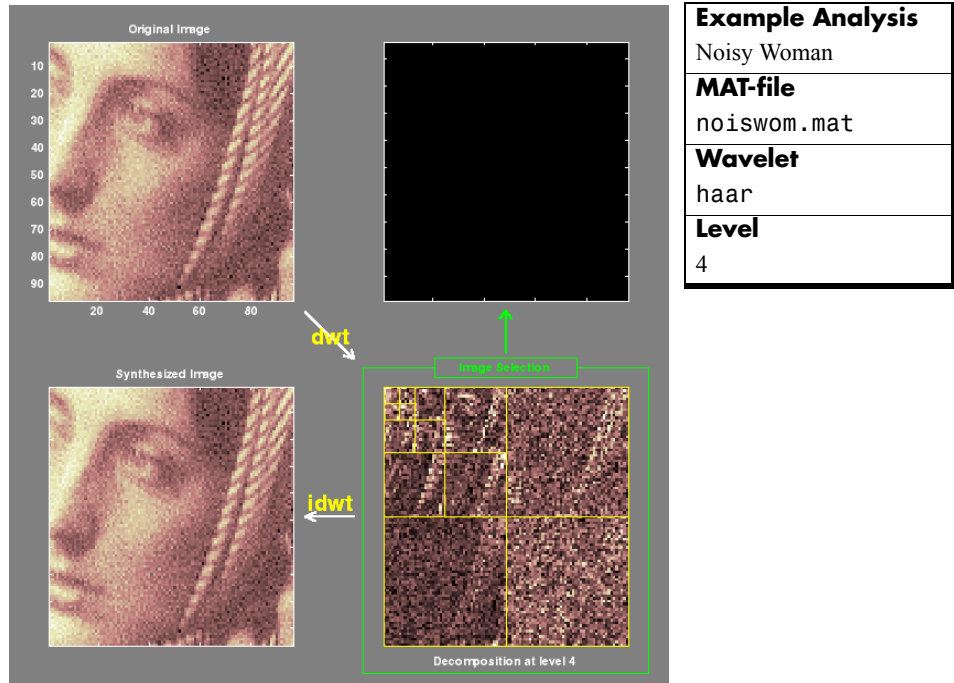 Original Image
10
20
30
40
50
60
70
80
90
20 40 60 80
dwt
Image Selection
Synthesized Image
idwt
Decomposition at level 4
Example Analysis
Noisy Woman
MAT-file
noiswom.mat
Wavelet
haar
Level
4